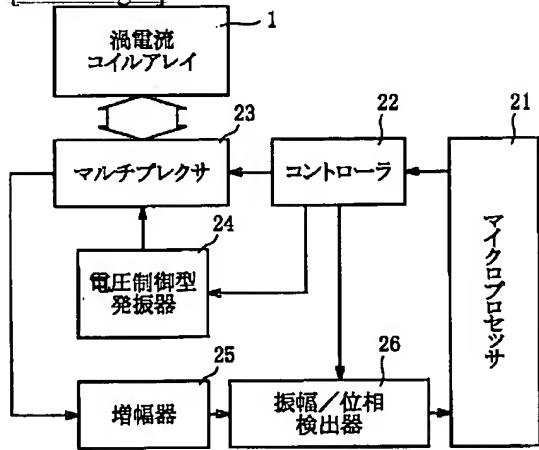 1
渦電流
コイルアレイ
23
マルチプレクサ
22
コントローラ
21
マイクロプロセッサ
24
電圧制御型
発振器
25
増幅器
26
振幅/位相
検出器